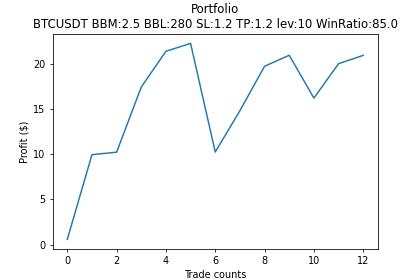 Portfolio
BTCUSDT BBM:2.5 BBL:280 SL:1.2 TP:1.2 lev:10 WinRatio:85.0
Profit ($)
20
15
10
5
0
0 2 4 6 8 10 12
Trade counts